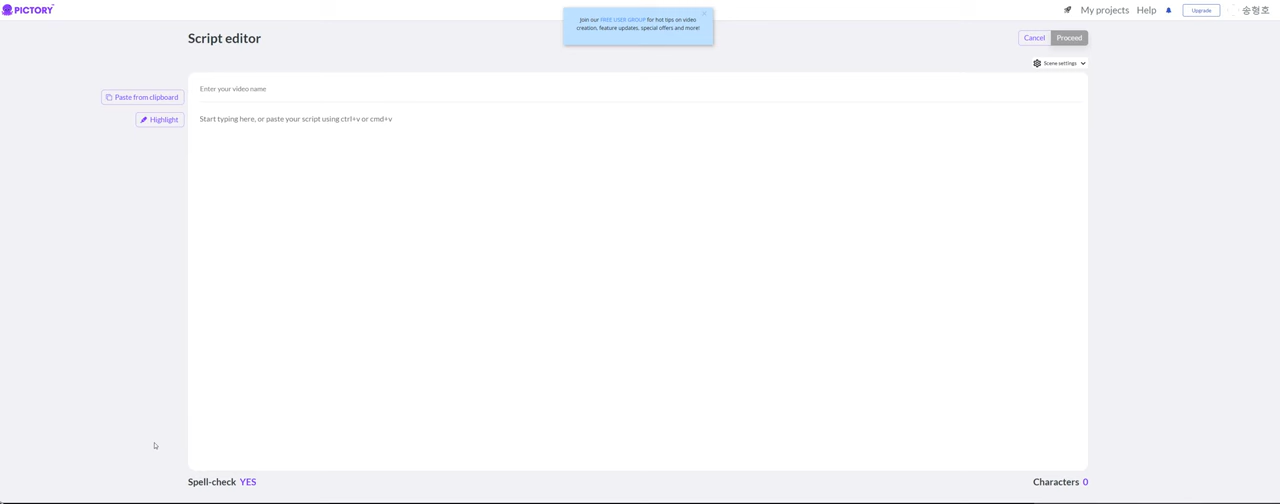 PICTORY
Join our FREE USER GROUP for hot tips on video
creation, feature updates, special offers and more!
My projects Help Upgrade 송형호
Script editor
Cancel Proceed
Scene settings
Paste from clipboard
Highlight
Enter your video name
Start typing here, or paste your script using ctrl+v or cmd+v
Spell-check YES
Characters 0